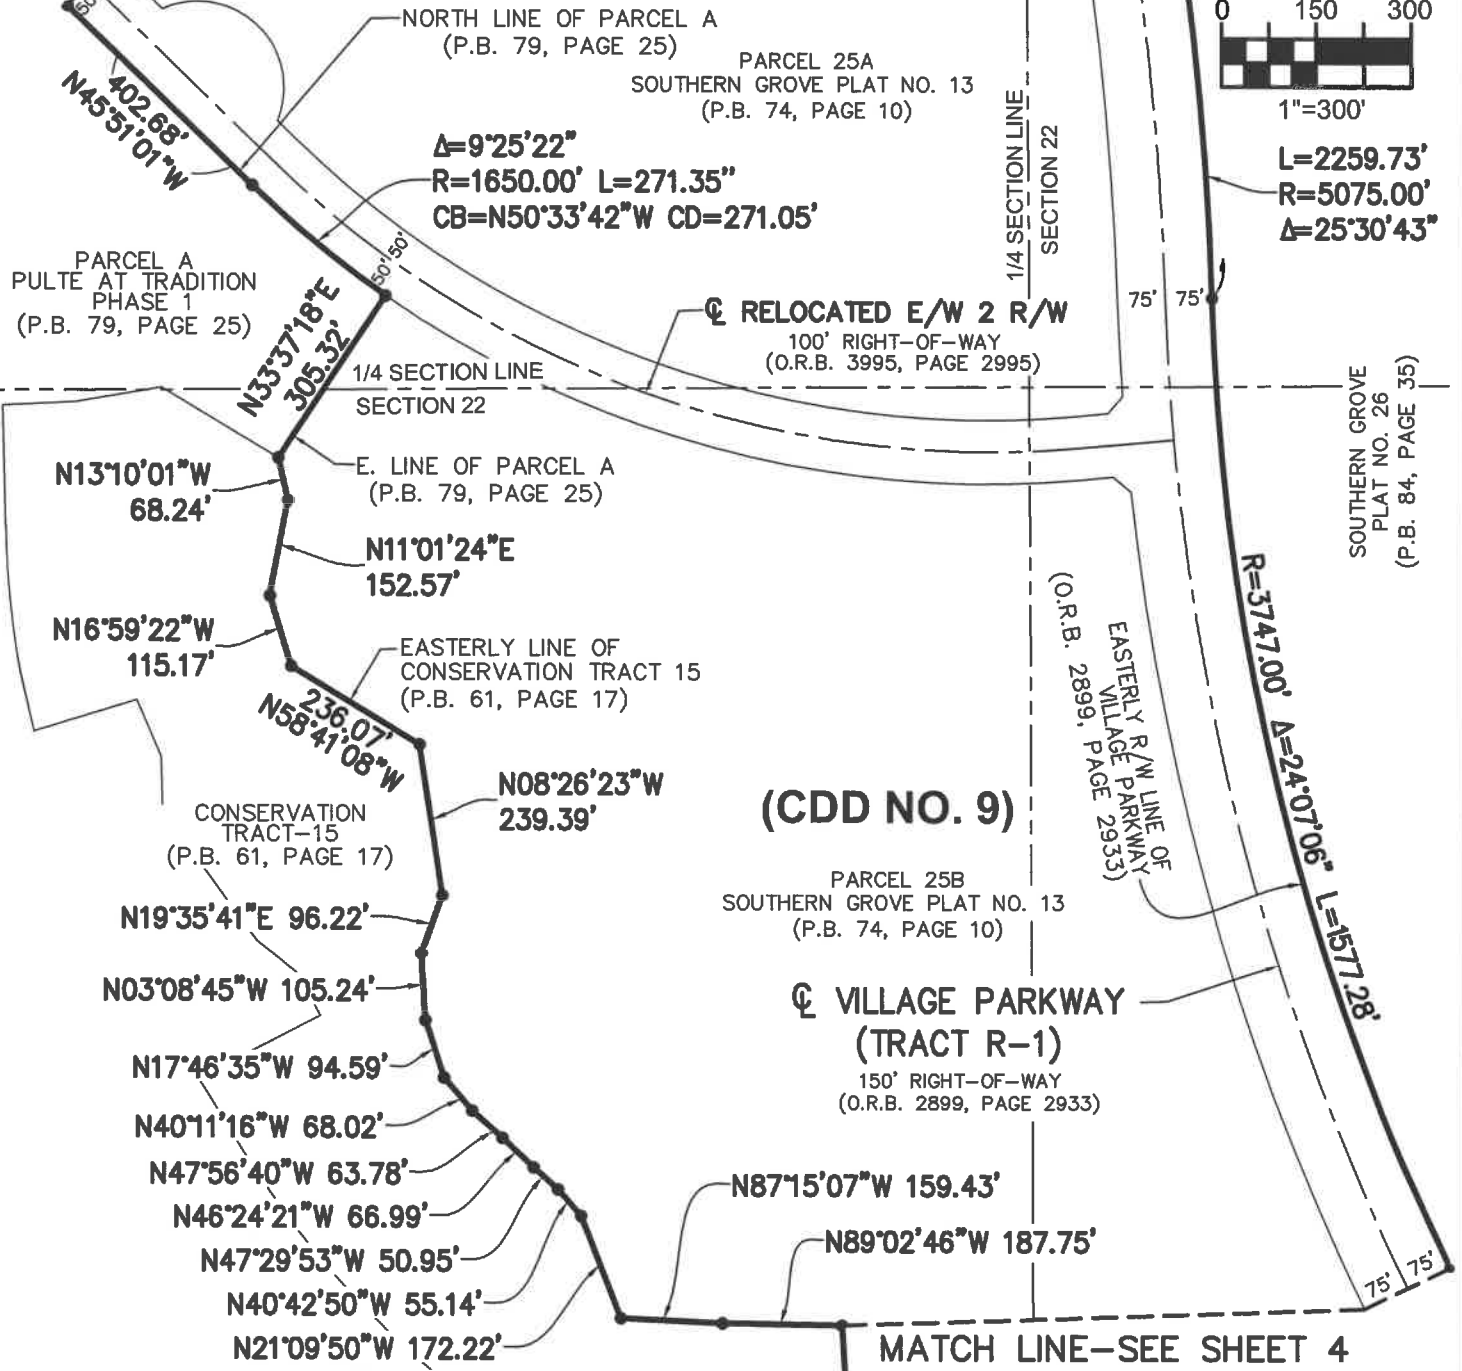 50'
NORTH LINE OF PARCEL A
(P.B. 79, PAGE 25)
PARCEL 25A
SOUTHERN GROVE PLAT NO. 13
(P.B. 74, PAGE 10)
0 150 300
1"=300'
402.68'
N45°51'01"W
Δ=9°25'22"
R=1650.00' L=271.35"
CB=N50°33'42"W CD=271.05'
1/4 SECTION LINE
SECTION 22
L=2259.73'
R=5075.00'
Δ=25°30'43"
PARCEL A
PULTE AT TRADITION
PHASE 1
(P.B. 79, PAGE 25)
50' 50'
N33°37'18"E
305.32'
℄ RELOCATED E/W 2 R/W
100' RIGHT-OF-WAY
(O.R.B. 3995, PAGE 2995)
75' 75'
1/4 SECTION LINE
SECTION 22
SOUTHERN GROVE
PLAT NO. 26
(P.B. 84, PAGE 35)
N13°10'01"W
68.24'
E. LINE OF PARCEL A
(P.B. 79, PAGE 25)
N11°01'24"E
152.57'
N16°59'22"W
115.17'
EASTERLY LINE OF
CONSERVATION TRACT 15
(P.B. 61, PAGE 17)
236.07'
N58°41'08"W
R=3747.00' Δ=24°07'06" L=1577.28'
EASTERLY R/W LINE OF
VILLAGE PARKWAY
(O.R.B. 2899, PAGE 2933)
N08°26'23"W
239.39'
(CDD NO. 9)
CONSERVATION
TRACT-15
(P.B. 61, PAGE 17)
PARCEL 25B
SOUTHERN GROVE PLAT NO. 13
(P.B. 74, PAGE 10)
N19°35'41"E 96.22'
N03°08'45"W 105.24'
℄ VILLAGE PARKWAY
(TRACT R-1)
150' RIGHT-OF-WAY
(O.R.B. 2899, PAGE 2933)
N17°46'35"W 94.59'
N40°11'16"W 68.02'
N47°56'40"W 63.78'
N46°24'21"W 66.99'
N47°29'53"W 50.95'
N40°42'50"W 55.14'
N21°09'50"W 172.22'
N87°15'07"W 159.43'
N89°02'46"W 187.75'
75' 75'
MATCH LINE-SEE SHEET 4